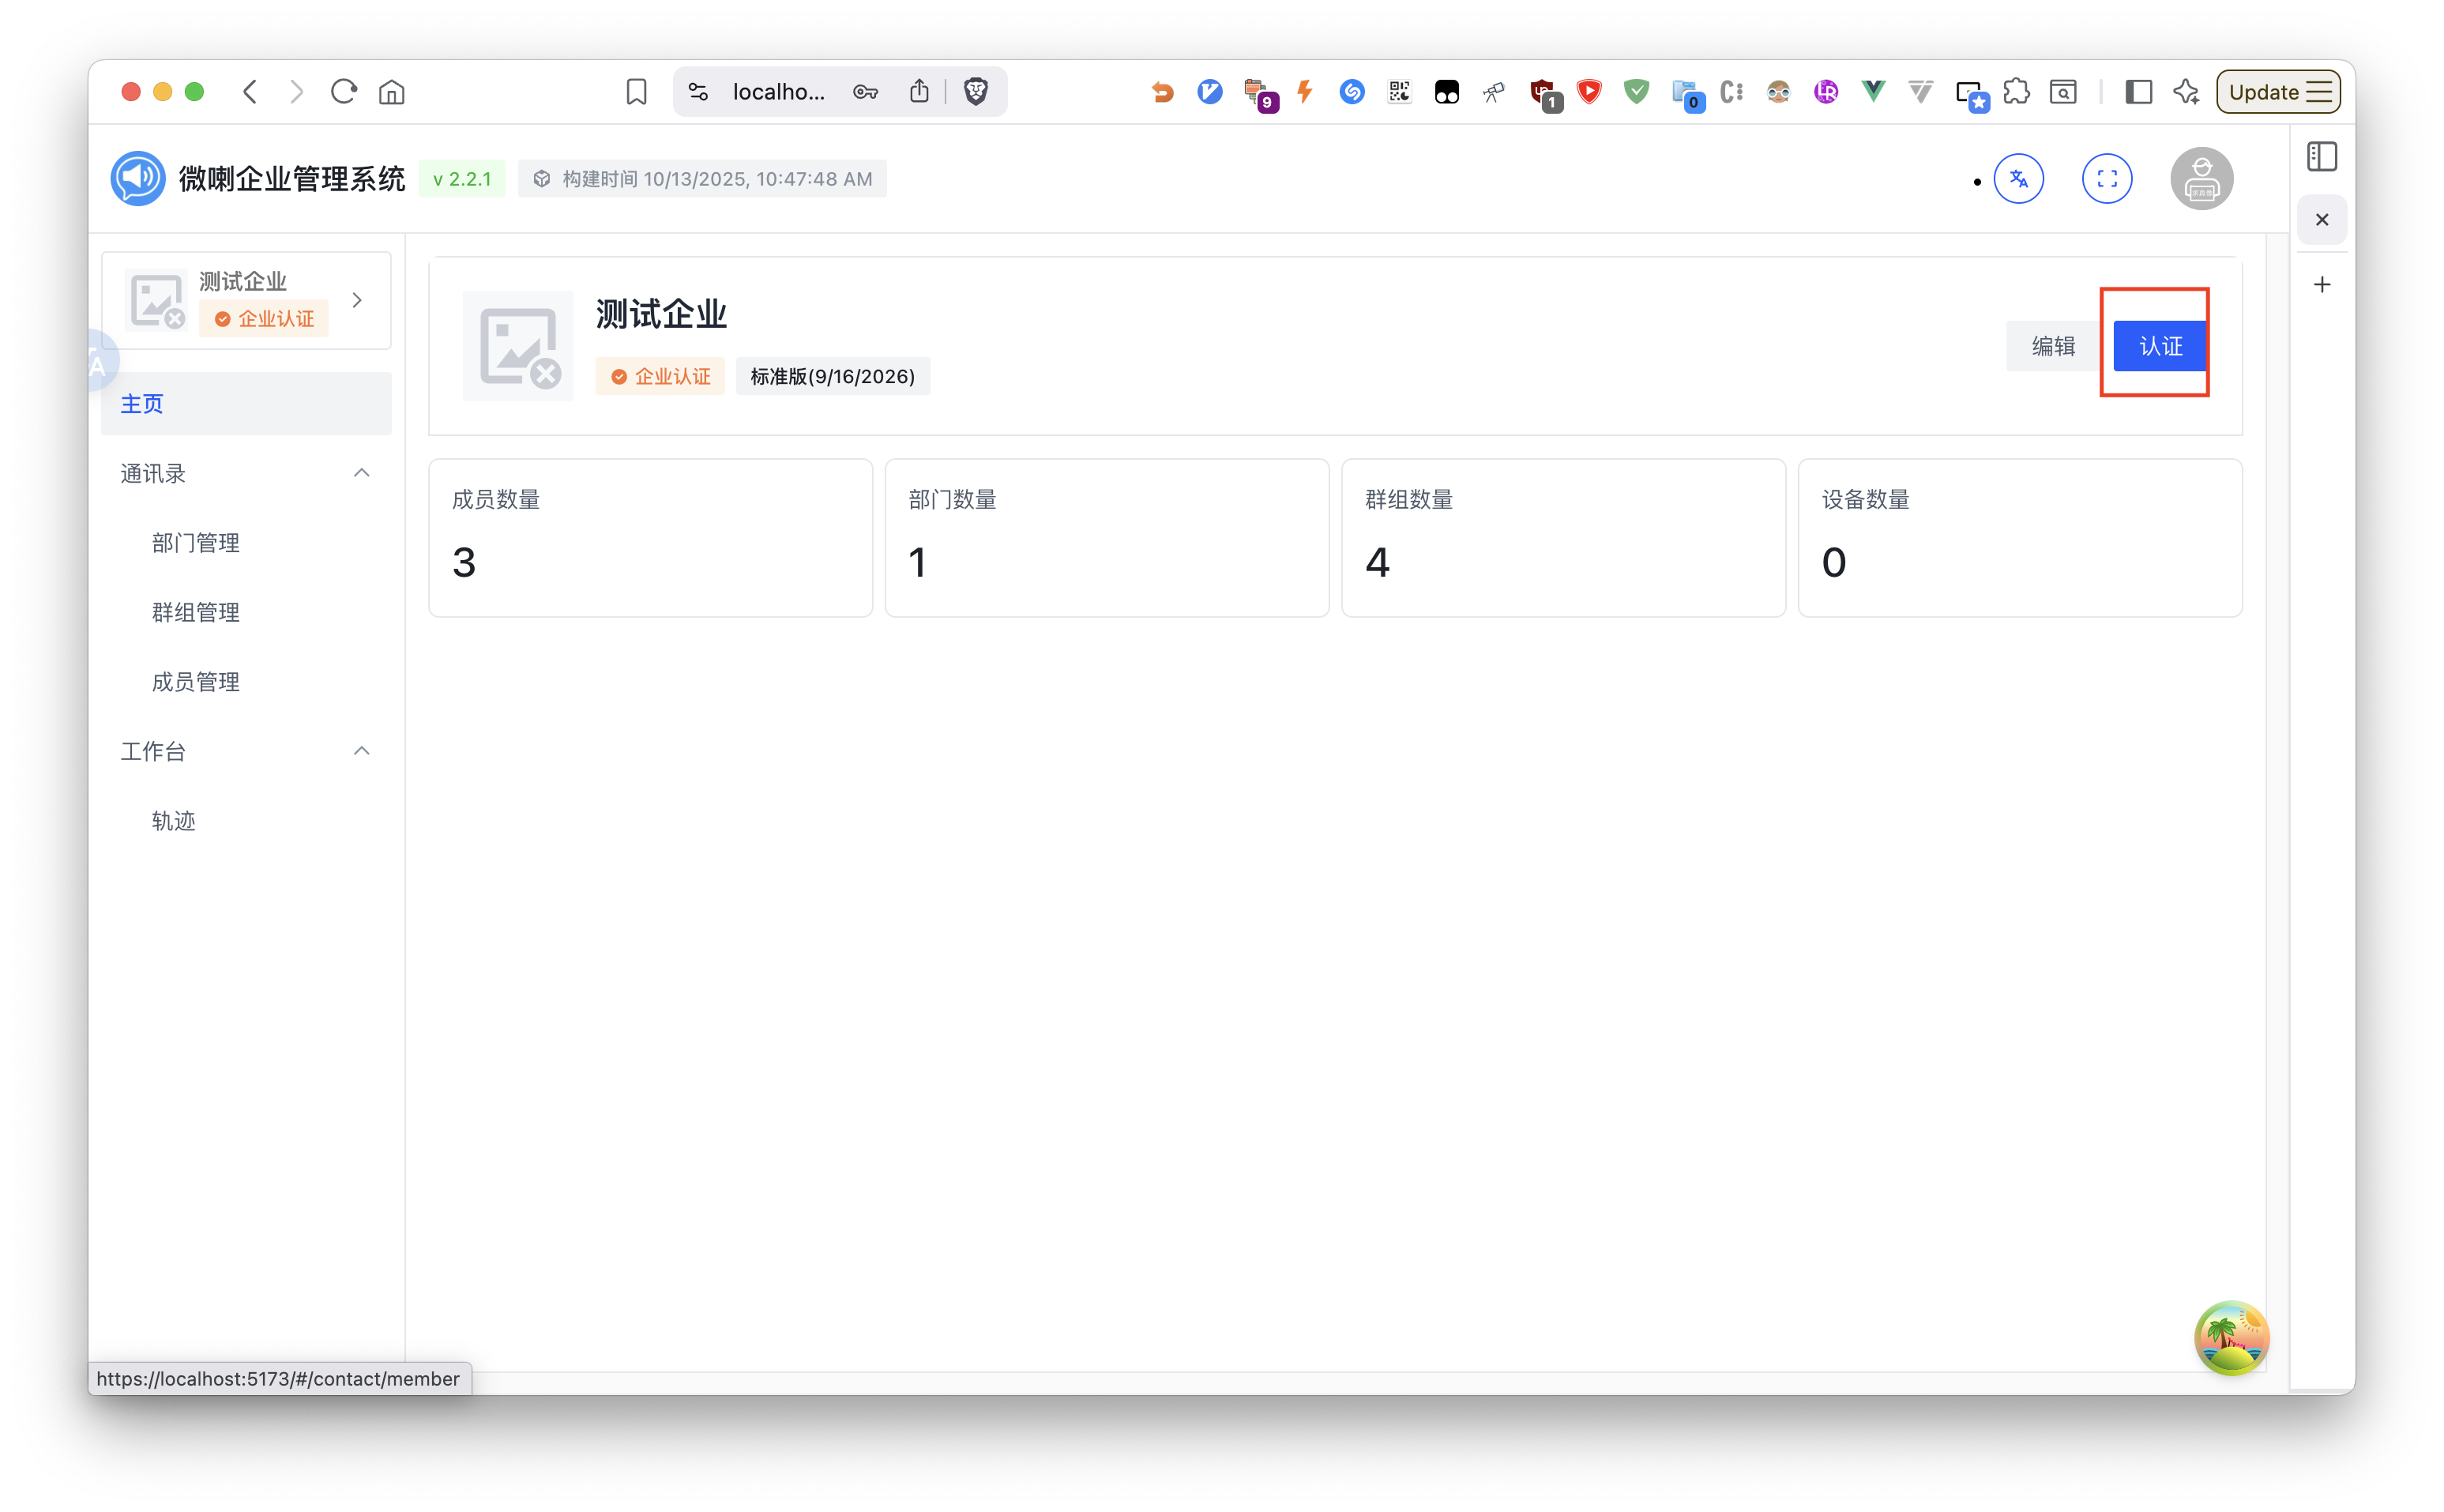 localho...
9
1
0
Update
微喇企业管理系统
v 2.2.1
构建时间 10/13/2025, 10:47:48 AM
测试企业
企业认证
主页
通讯录
部门管理
群组管理
成员管理
工作台
轨迹
测试企业
企业认证
标准版(9/16/2026)
编辑
认证
成员数量
3
部门数量
1
群组数量
4
设备数量
0
https://localhost:5173/#/contact/member